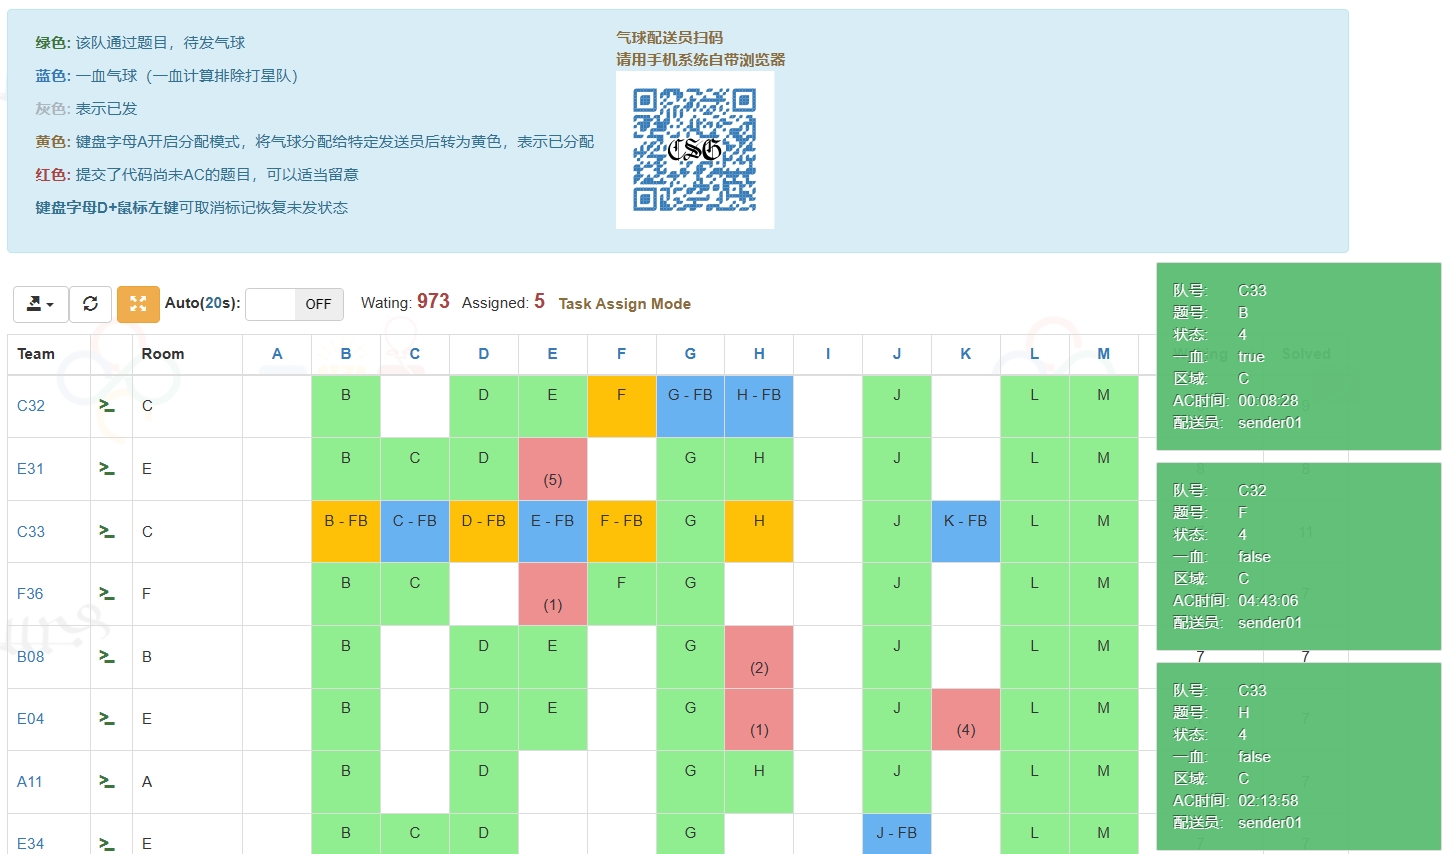 绿色: 该队通过题目，待发气球
蓝色: 一血气球（一血计算排除打星队）
灰色: 表示已发
黄色: 键盘字母A开启分配模式，将气球分配给特定发送员后转为黄色，表示已分配
红色: 提交了代码尚未AC的题目，可以适当留意
键盘字母D+鼠标左键可取消标记恢复未发状态
气球配送员扫码
请用手机系统自带浏览器
CSG
Auto(20s): OFF Wating: 973 Assigned: 5 Task Assign Mode
Team Room A B C D E F G H I J K L M Solved
C32 C B D E F G - FB H - FB J L M 9
E31 E B C D (5) G H J L M 8 8
C33 C B - FB C - FB D - FB E - FB F - FB G H J K - FB L M 11
F36 F B C (1) F G J L M 7
B08 B B D E G (2) J L M 7 7
E04 E B D E G (1) J (4) L M 7
A11 A B D G H J L M 7
E34 E B C D G J - FB L M 7 7
队号: C33
题号: B
状态: 4
一血: true
区域: C
AC时间: 00:08:28
配送员: sender01
队号: C32
题号: F
状态: 4
一血: false
区域: C
AC时间: 04:43:06
配送员: sender01
队号: C33
题号: H
状态: 4
一血: false
区域: C
AC时间: 02:13:58
配送员: sender01